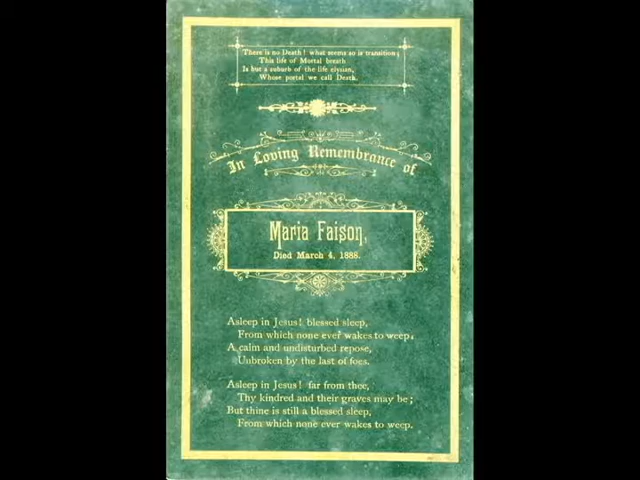 There is no Death! what seems so is transition;
This life of Mortal breath
Is but a suburb of the life elysian,
Whose portal we call Death.
In Loving Remembrance of
Maria Faison,
Died March 4, 1888.
Asleep in Jesus! blessed sleep,
From which none ever wakes to weep;
A calm and undisturbed repose,
Unbroken by the last of foes.
Asleep in Jesus! far from thee,
Thy kindred and their graves may be;
But thine is still a blessed sleep,
From which none ever wakes to weep.